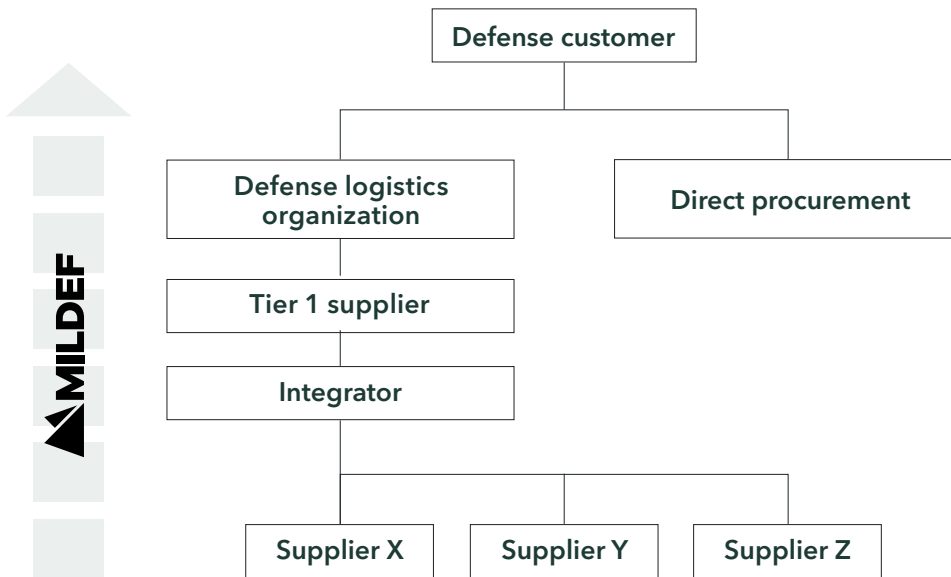 Defense customer
Defense logistics
organization
Direct procurement
Tier 1 supplier
Integrator
Supplier X
Supplier Y
Supplier Z
MILDEF